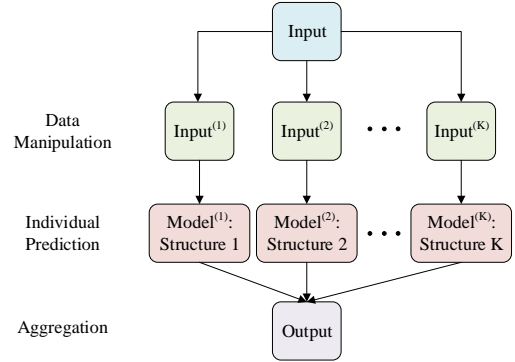 Input
Data
Manipulation
Input(1)
Input(2)
• • •
Input(K)
Individual
Prediction
Model(1):
Structure 1
Model(2):
Structure 2
• • •
Model(K):
Structure K
Aggregation
Output